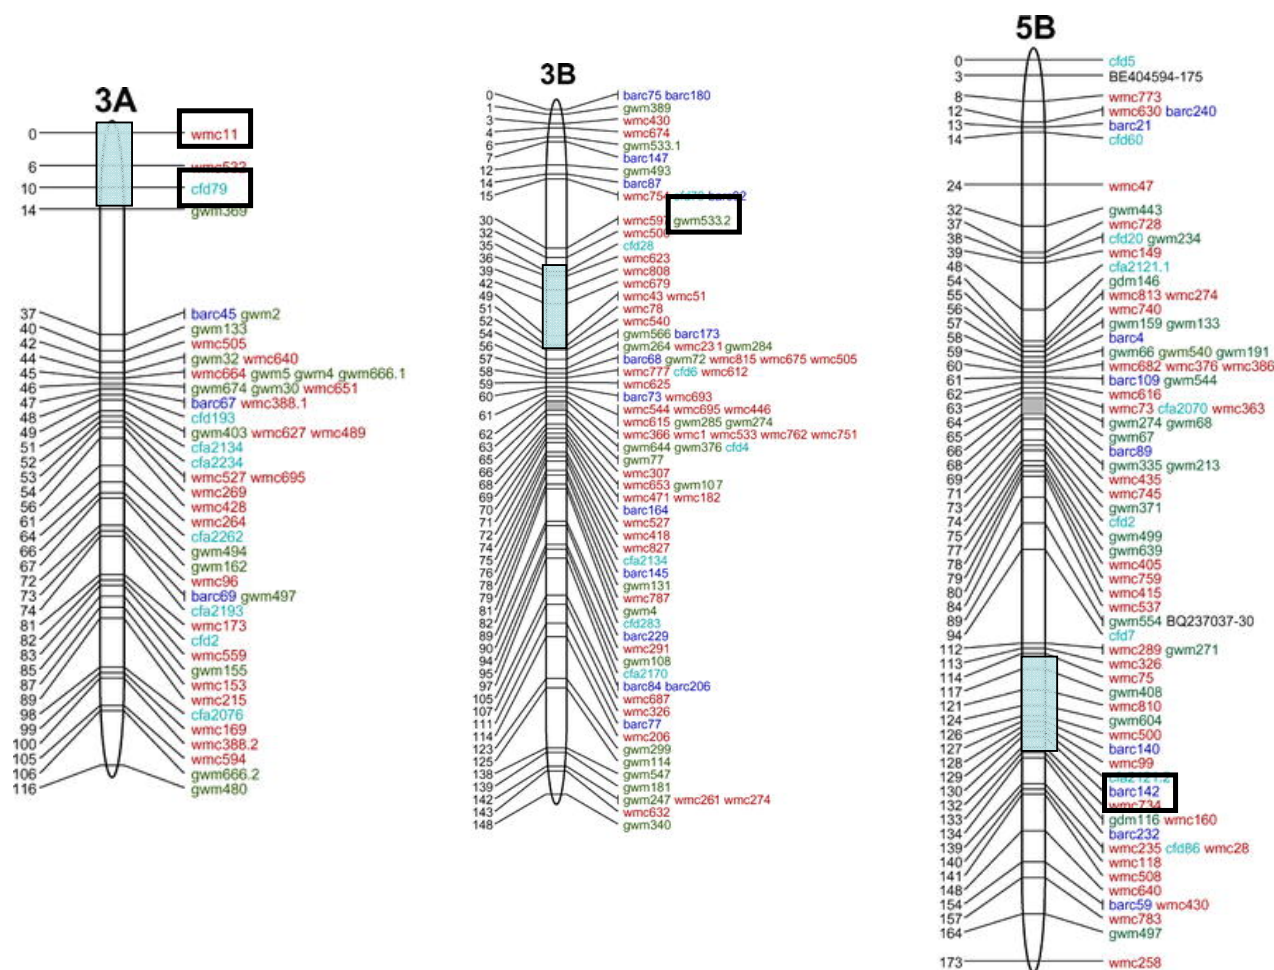 3A
0 wmc11
6 wmc532
10 cfd79
14 gwm369
37 barc45 gwm2
40 gwm133
42 wmc505
44 gwm32 wmc640
45 wmc664 gwm5 gwm4 gwm666.1
46 gwm674 gwm30 wmc651
47 barc67 wmc388.1
48 cfd193
49 gwm403 wmc627 wmc489
51 cfa2134
52 cfa2234
53 wmc527 wmc695
54 wmc269
56 wmc428
61 wmc264
64 cfa2262
66 gwm494
67 gwm162
72 wmc96
73 barc69 gwm497
74 cfa2193
81 wmc173
82 cfd2
83 wmc559
85 gwm155
87 wmc153
89 wmc215
98 cfa2076
99 wmc169
100 wmc388.2
105 wmc594
106 gwm666.2
116 gwm480
3B
0 barc75 barc180
1 gwm389
3 wmc430
4 wmc674
6 gwm533.1
7 barc147
12 gwm493
14 barc87
15 wmc754
30 wmc597 gwm533.2
32 wmc500
35 cfd28
36 wmc623
39 wmc808
42 wmc679
49 wmc43 wmc51
51 wmc78
52 wmc540
54 gwm566 barc173
56 gwm264 wmc231 gwm284
57 barc68 gwm72 wmc815 wmc675 wmc505
58 wmc777 cfd6 wmc612
59 wmc625
60 barc73 wmc693
wmc544 wmc695 wmc446
61 wmc615 gwm285 gwm274
62 wmc366 wmc1 wmc533 wmc762 wmc751
63 gwm644 gwm376 cfd4
65 gwm77
66 wmc307
68 wmc653 gwm107
69 wmc471 wmc182
70 barc164
71 wmc527
72 wmc418
74 wmc827
75 cfa2134
76 barc145
78 gwm131
79 wmc787
81 gwm4
82 cfd283
89 barc229
90 wmc291
94 gwm108
95 cfa2170
97 barc84 barc206
105 wmc687
107 wmc326
111 barc77
114 wmc206
123 gwm299
125 gwm114
138 gwm547
139 gwm181
142 gwm247 wmc261 wmc274
143 wmc632
148 gwm340
5B
0 cfd5
3 BE404594-175
8 wmc773
12 wmc630 barc240
13 barc21
14 cfd60
24 wmc47
32 gwm443
37 wmc728
38 cfd20 gwm234
39 wmc149
48 cfa2121.1
54 gdm146
55 wmc813 wmc274
56 wmc740
57 gwm159 gwm133
58 barc4
59 gwm66 gwm540 gwm191
60 wmc682 wmc376 wmc386
61 barc109 gwm544
62 wmc616
63 wmc73 cfa2070 wmc363
64 gwm274 gwm68
65 gwm67
66 barc89
68 gwm335 gwm213
69 wmc435
71 wmc745
73 gwm371
74 cfd2
75 gwm499
77 gwm639
78 wmc405
79 wmc759
80 wmc415
84 wmc537
89 gwm554 BQ237037-30
94 cfd7
112 wmc289 gwm271
113 wmc326
114 wmc75
117 gwm408
121 wmc810
124 gwm604
126 wmc500
127 barc140
128 wmc99
129 cfa2121.2
130 barc142
132 wmc734
133 gdm116 wmc160
134 barc232
139 wmc235 cfd86 wmc28
140 wmc118
141 wmc508
148 wmc640
154 barc59 wmc430
157 wmc783
164 gwm497
173 wmc258